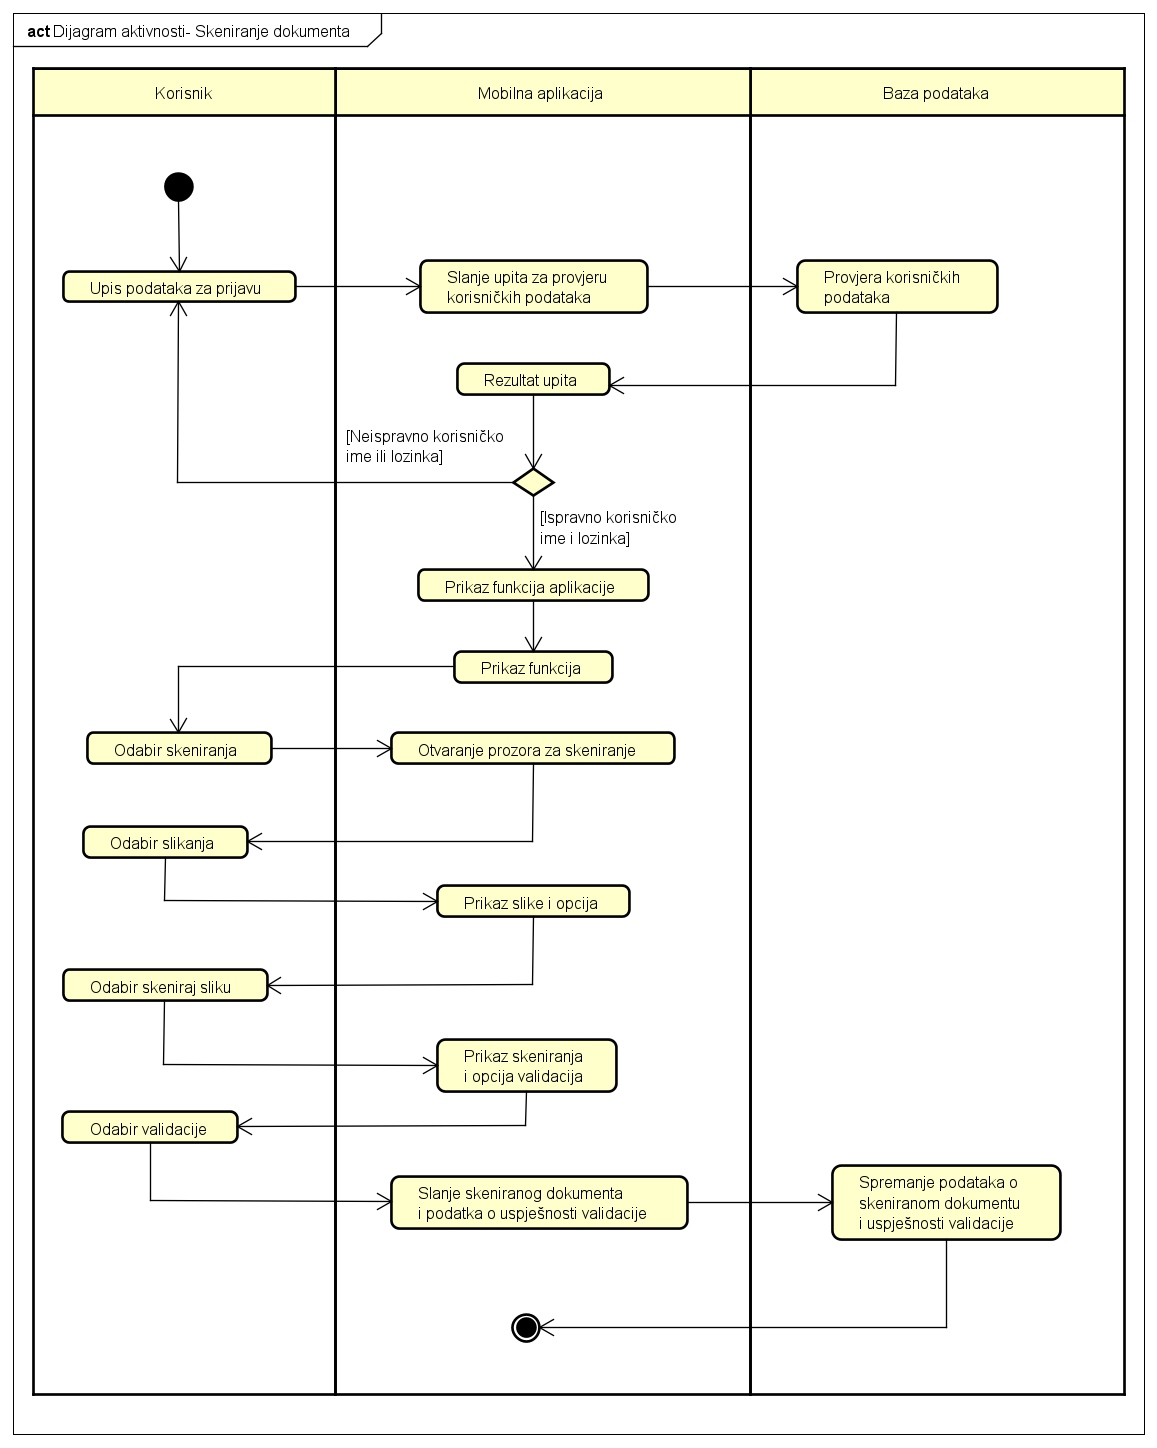 act Dijagram aktivnosti- Skeniranje dokumenta
Korisnik
Mobilna aplikacija
Baza podataka
Upis podataka za prijavu
Slanje upita za provjeru
korisničkih podataka
Provjera korisničkih
podataka
Rezultat upita
[Neispravno korisničko
ime ili lozinka]
[Ispravno korisničko
ime i lozinka]
Prikaz funkcija aplikacije
Prikaz funkcija
Odabir skeniranja
Otvaranje prozora za skeniranje
Odabir slikanja
Prikaz slike i opcija
Odabir skeniraj sliku
Prikaz skeniranja
i opcija validacija
Odabir validacije
Slanje skeniranog dokumenta
i podatka o uspješnosti validacije
Spremanje podataka o
skeniranom dokumentu
i uspješnosti validacije